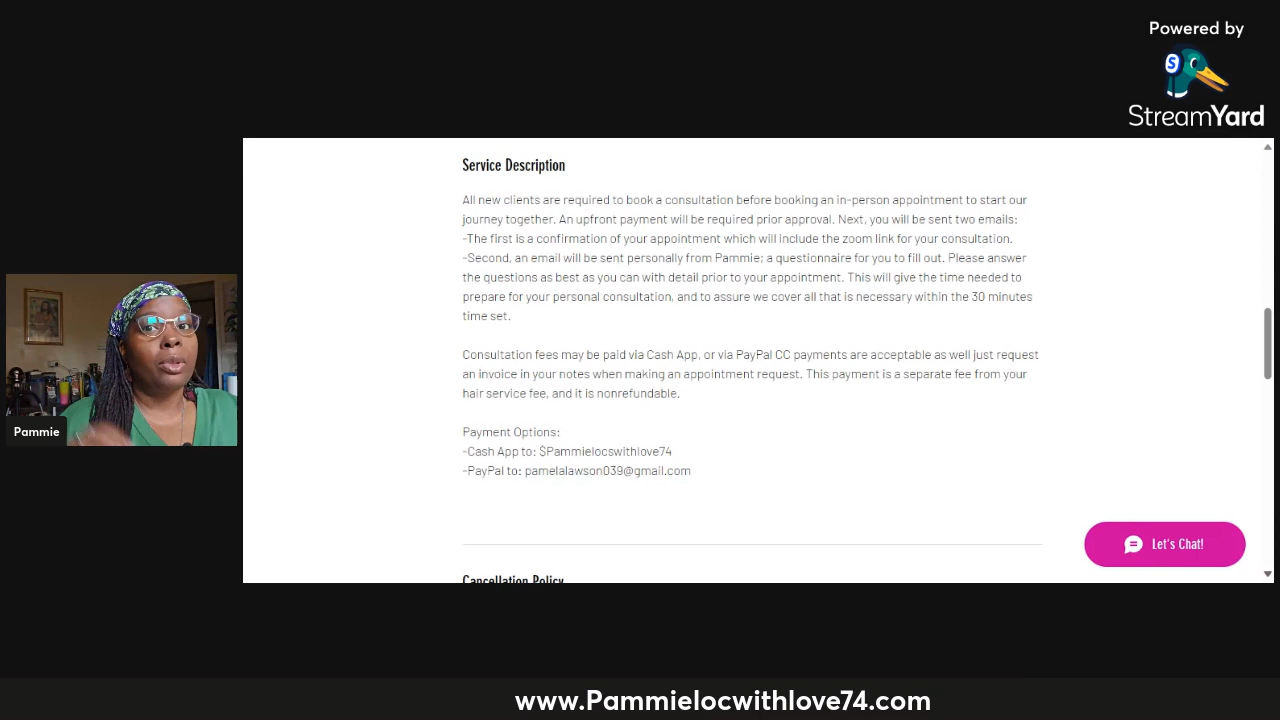 Powered by
S
StreamYard
Service Description
All new clients are required to book a consultation before booking an in-person appointment to start our
journey together. An upfront payment will be required prior approval. Next, you will be sent two emails:
-The first is a confirmation of your appointment which will include the zoom link for your consultation.
-Second, an email will be sent personally from Pammie; a questionnaire for you to fill out. Please answer
the questions as best as you can with detail prior to your appointment. This will give the time needed to
prepare for your personal consultation, and to assure we cover all that is necessary within the 30 minutes
time set.
Consultation fees may be paid via Cash App, or via PayPal CC payments are acceptable as well just request
an invoice in your notes when making an appointment request. This payment is a separate fee from your
hair service fee, and it is nonrefundable.
Payment Options:
-Cash App to: $Pammielocswithlove74
-PayPal to: pamelalawson039@gmail.com
Let's Chat!
Cancellation Policy
Pammie
www.Pammielocwithlove74.com